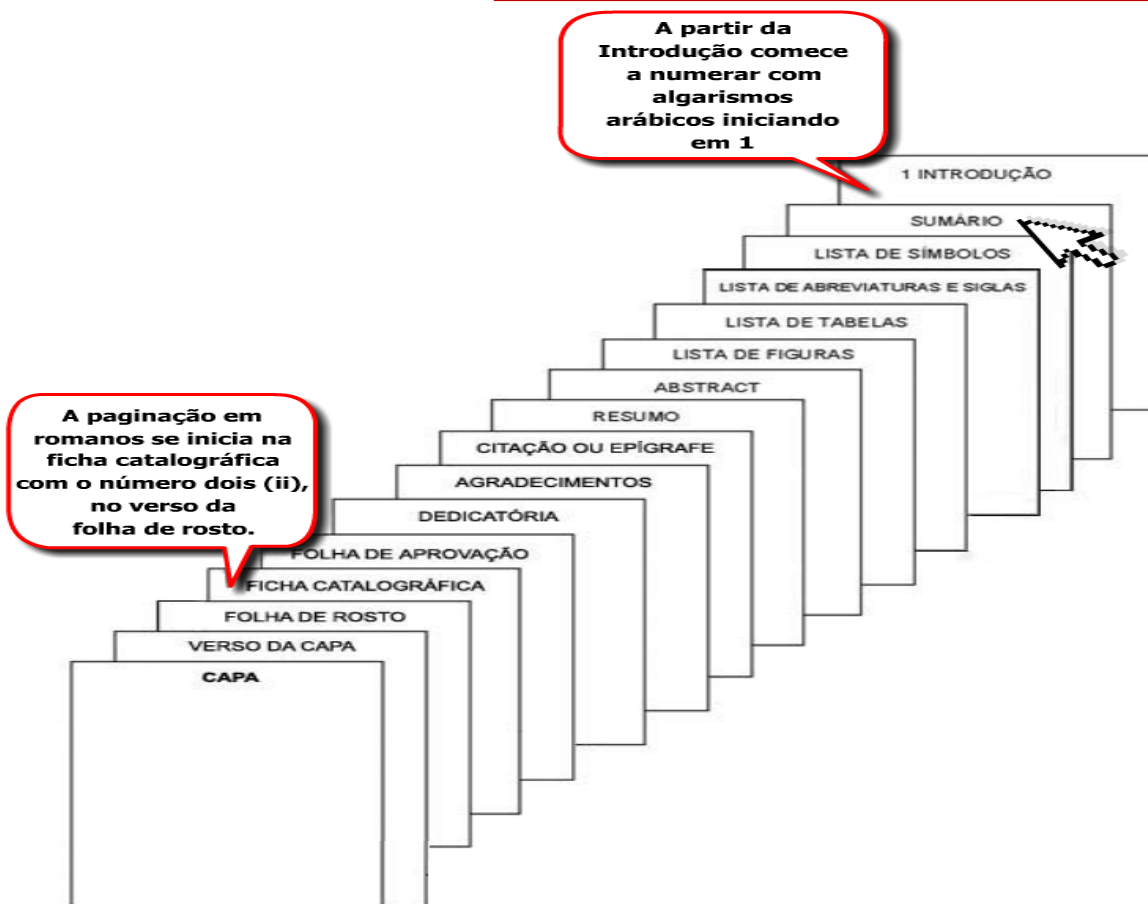 A partir da
Introdução comece
a numerar com
algarismos
arábicos iniciando
em 1
1 INTRODUÇÃO
SUMÁRIO
LISTA DE SÍMBOLOS
LISTA DE ABREVIATURAS E SIGLAS
LISTA DE TABELAS
LISTA DE FIGURAS
ABSTRACT
RESUMO
CITAÇÃO OU EPÍGRAFE
AGRADECIMENTOS
DEDICATÓRIA
FOLHA DE APROVAÇÃO
FICHA CATALOGRÁFICA
FOLHA DE ROSTO
VERSO DA CAPA
CAPA
A paginação em
romanos se inicia na
ficha catalográfica
com o número dois (ii),
no verso da
folha de rosto.